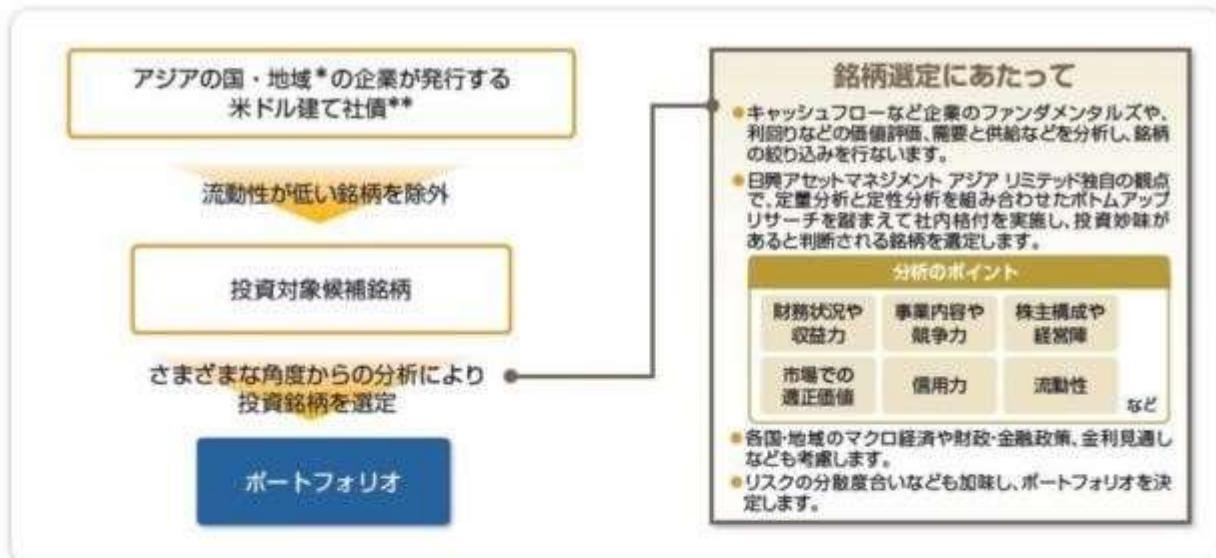 アジアの国・地域*の企業が発行する
米ドル建て社債**
流動性が低い銘柄を除外
投資対象候補銘柄
さまざまな角度からの分析により
投資銘柄を選定
ポートフォリオ
銘柄選定にあたって
●キャッシュフローなど企業のファンダメンタルズや、
利回りなどの価値評価、需要と供給などを分析し、銘柄
の絞り込みを行ないます。
●日興アセットマネジメント アジア リミテッド独自の観点
で、定量分析と定性分析を組み合わせたボトムアップ
リサーチを踏まえて社内格付を実施し、投資妙味が
あると判断される銘柄を選定します。
分析のポイント
財務状況や
収益力
事業内容や
競争力
株主構成や
経営陣
市場での
適正価値
信用力
流動性
など
●各国・地域のマクロ経済や財政・金融政策、金利見通し
なども考慮します。
●リスクの分散度合いなども加味し、ポートフォリオを決
定します。